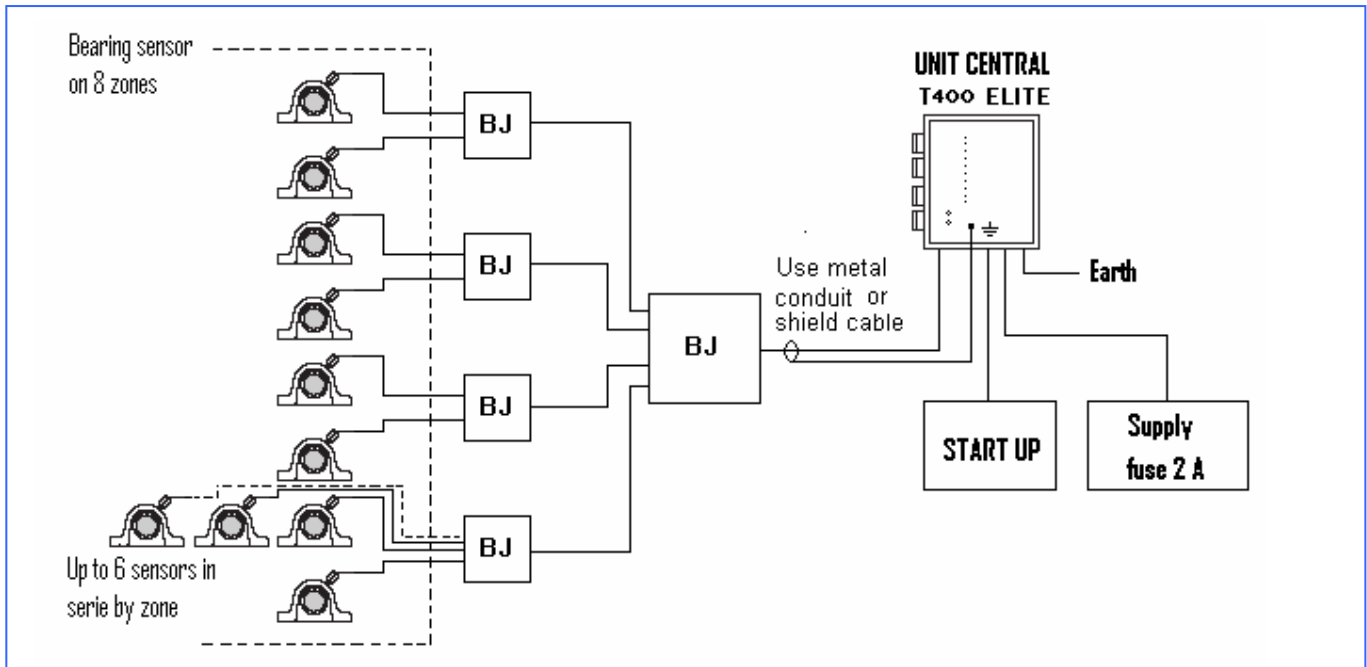 Bearing sensor
on 8 zones
UNIT CENTRAL
T400 ELITE
BJ
BJ
BJ
BJ
BJ
Use metal
conduit or
shield cable
Earth
START UP
Supply
fuse 2 A
Up to 6 sensors in
serie by zone